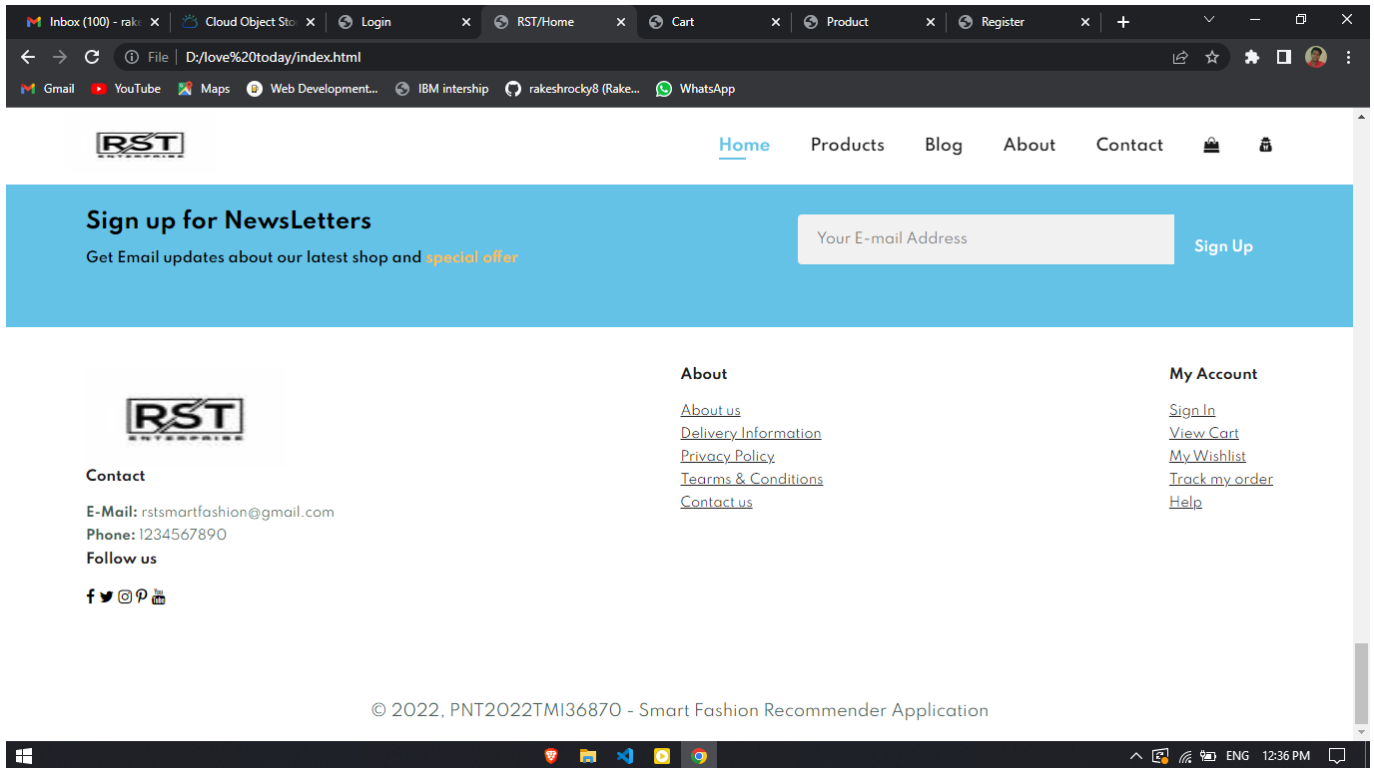 Inbox (100) - rake
Cloud Object Sto
Login
RST/Home
Cart
Product
Register
File
D:/love%20today/index.html
Gmail
YouTube
Maps
Web Development...
IBM intership
rakeshrocky8 (Rake...
WhatsApp
RST
ENTERPRISE
Home
Products
Blog
About
Contact
Sign up for NewsLetters
Get Email updates about our latest shop and special offer
Your E-mail Address
Sign Up
RST
ENTERPRISE
Contact
E-Mail: rstsmartfashion@gmail.com
Phone: 1234567890
Follow us
About
About us
Delivery Information
Privacy Policy
Tearms & Conditions
Contact us
My Account
Sign In
View Cart
My Wishlist
Track my order
Help
© 2022, PNT2022TMI36870 - Smart Fashion Recommender Application
ENG
12:36 PM